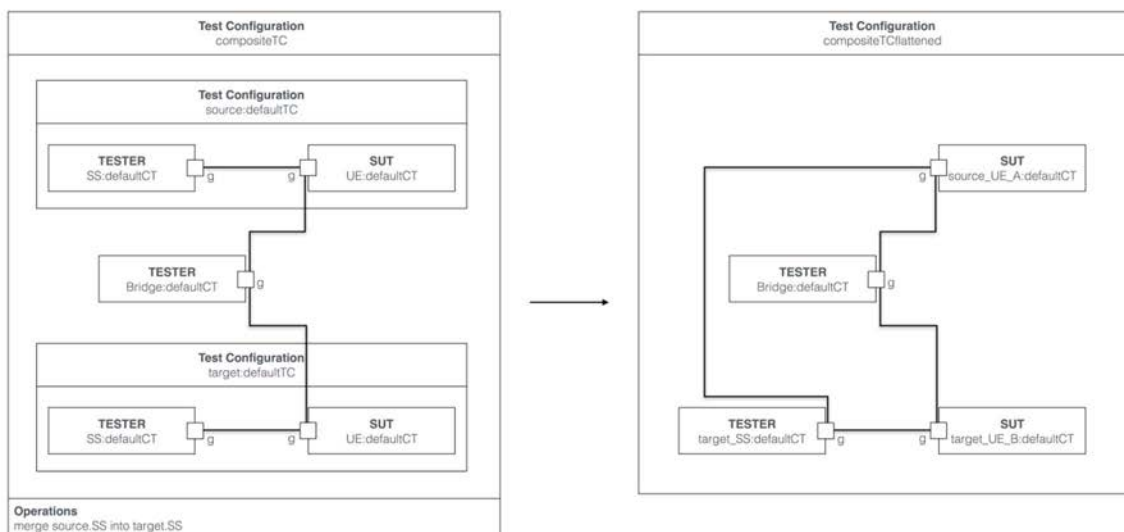 Test Configuration
compositeTC
Test Configuration
source:defaultTC
TESTER
SS:defaultCT
g
g
SUT
UE:defaultCT
TESTER
Bridge:defaultCT
g
Test Configuration
target:defaultTC
TESTER
SS:defaultCT
g
g
SUT
UE:defaultCT
Operations
merge source.SS into target.SS
Test Configuration
compositeTCflattened
g
SUT
source_UE_A:defaultCT
TESTER
Bridge:defaultCT
g
TESTER
target_SS:defaultCT
g
g
SUT
target_UE_B:defaultCT